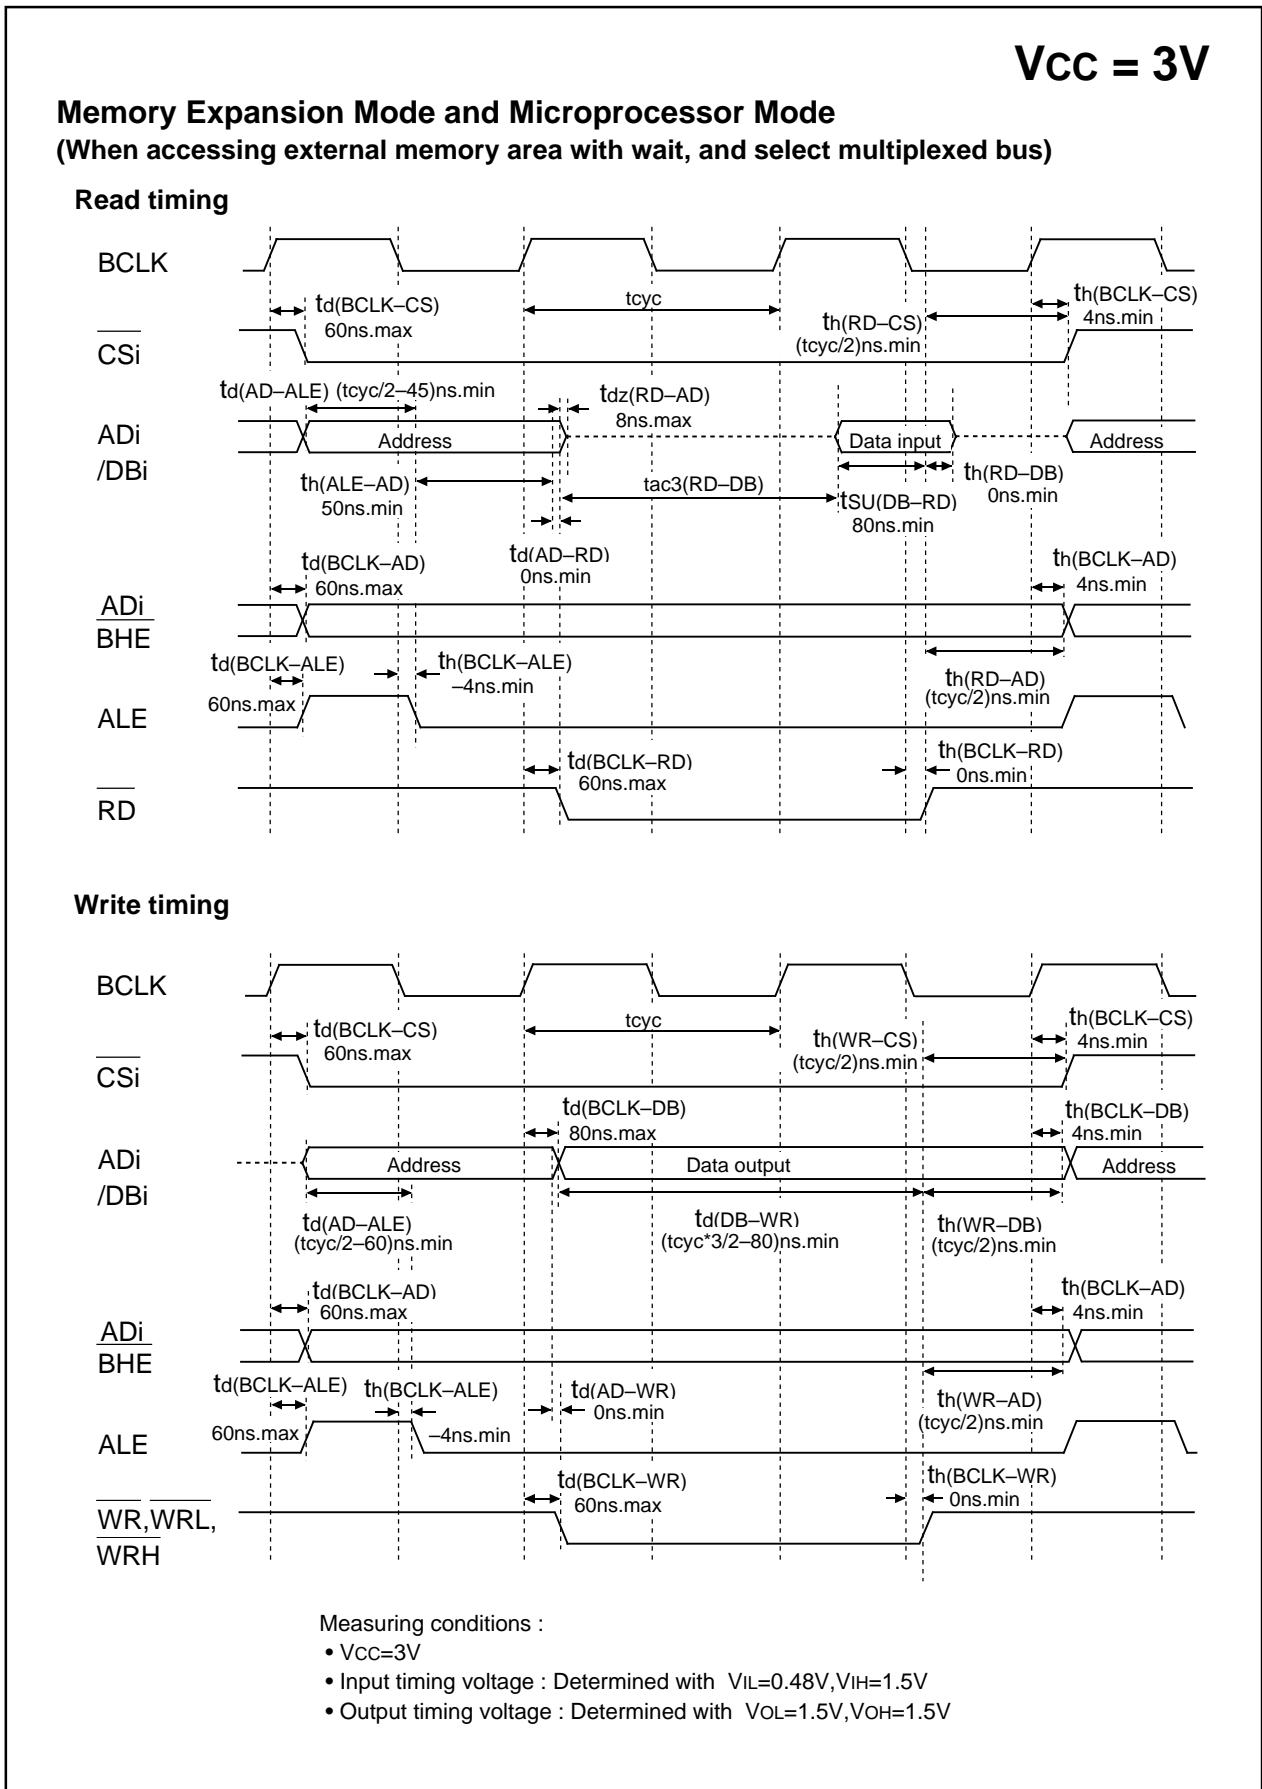 VCC = 3V
Memory Expansion Mode and Microprocessor Mode
(When accessing external memory area with wait, and select multiplexed bus)
Read timing
BCLK
td(BCLK–CS)
60ns.max
tcyc
th(RD–CS)
(tcyc/2)ns.min
th(BCLK–CS)
4ns.min
CSi
td(AD–ALE) (tcyc/2–45)ns.min
tdz(RD–AD)
8ns.max
ADi
/DBi
Address
Data input
Address
th(ALE–AD)
50ns.min
tac3(RD–DB)
tSU(DB–RD)
80ns.min
th(RD–DB)
0ns.min
td(AD–RD)
0ns.min
td(BCLK–AD)
60ns.max
th(BCLK–AD)
4ns.min
ADi
BHE
td(BCLK–ALE)
60ns.max
th(BCLK–ALE)
–4ns.min
th(RD–AD)
(tcyc/2)ns.min
ALE
td(BCLK–RD)
60ns.max
th(BCLK–RD)
0ns.min
RD
Write timing
BCLK
td(BCLK–CS)
60ns.max
tcyc
th(WR–CS)
(tcyc/2)ns.min
th(BCLK–CS)
4ns.min
CSi
td(BCLK–DB)
80ns.max
th(BCLK–DB)
4ns.min
ADi
/DBi
Address
Data output
Address
td(AD–ALE)
(tcyc/2–60)ns.min
td(DB–WR)
(tcyc*3/2–80)ns.min
th(WR–DB)
(tcyc/2)ns.min
td(BCLK–AD)
60ns.max
th(BCLK–AD)
4ns.min
ADi
BHE
td(BCLK–ALE)
60ns.max
th(BCLK–ALE)
–4ns.min
td(AD–WR)
0ns.min
th(WR–AD)
(tcyc/2)ns.min
ALE
td(BCLK–WR)
60ns.max
th(BCLK–WR)
0ns.min
WR,WRL,
WRH
Measuring conditions :
• VCC=3V
• Input timing voltage : Determined with VIL=0.48V,VIH=1.5V
• Output timing voltage : Determined with VOL=1.5V,VOH=1.5V